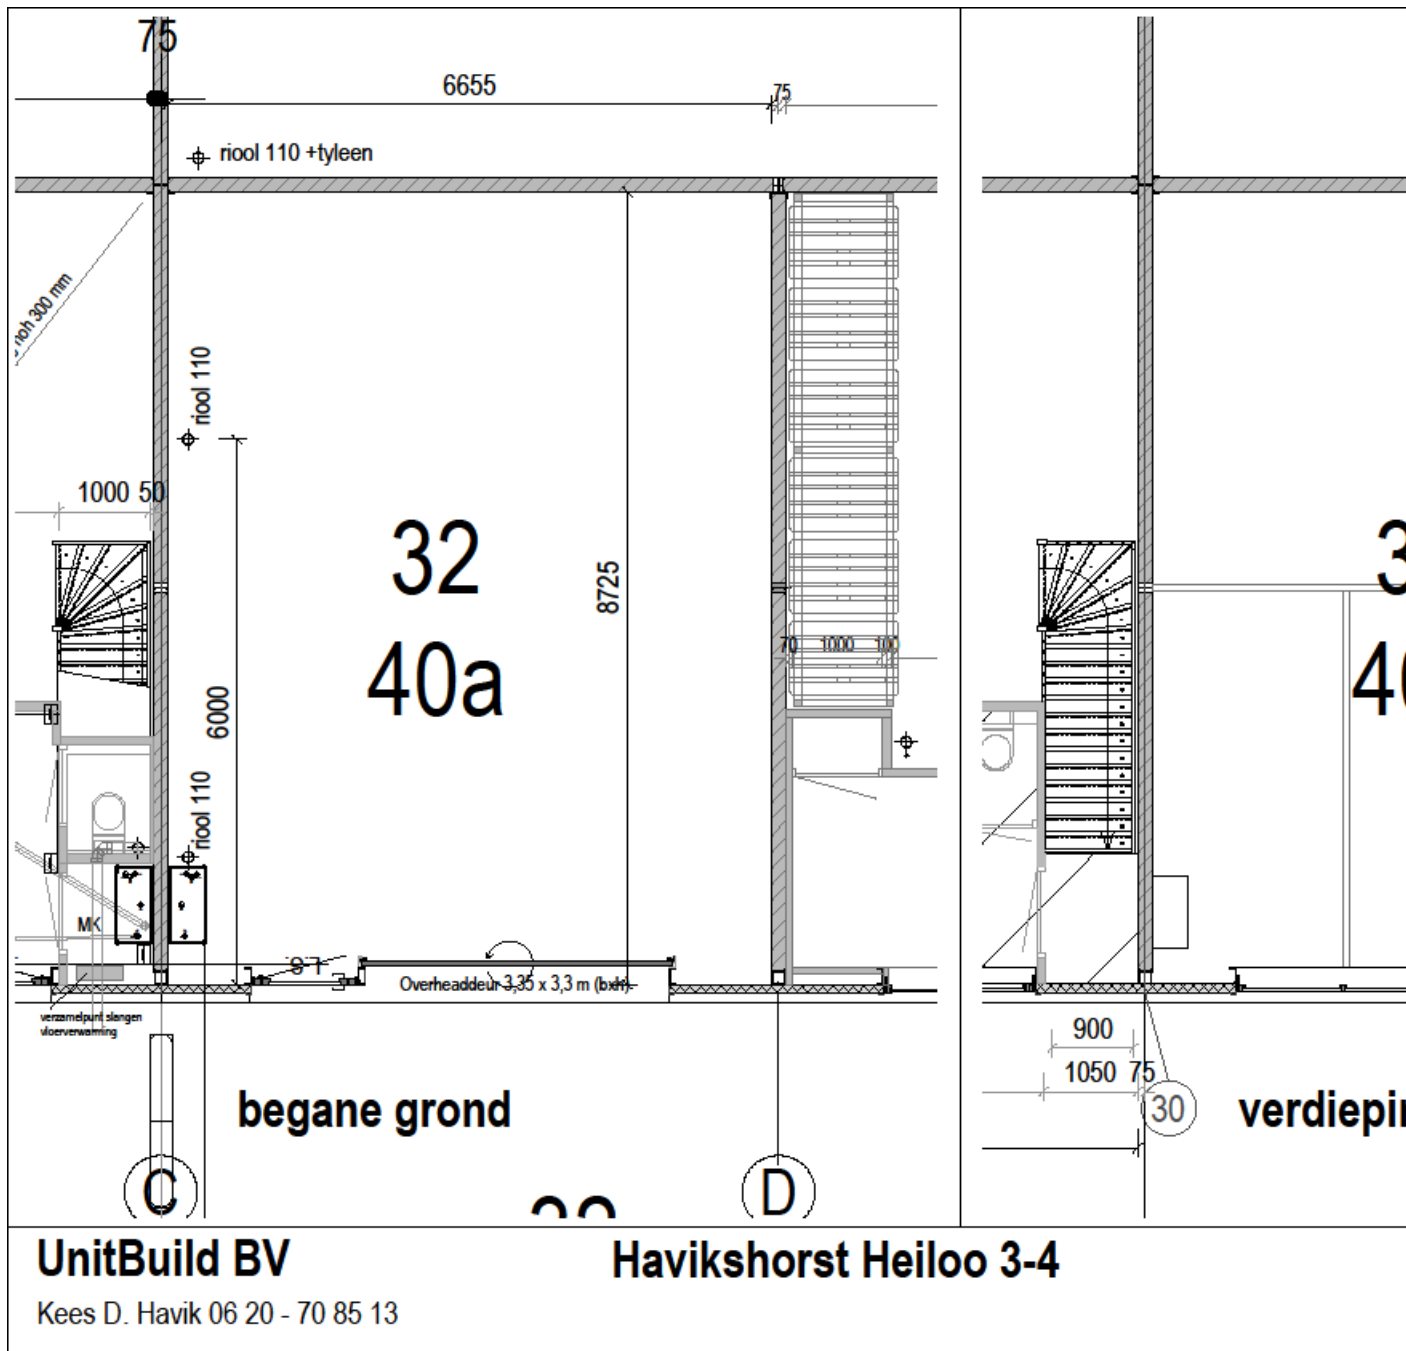 75
6655
75
riool 110 +tyleen
noh 300 mm
riool 110
1000 50
32
40a
8725
6000
70 1000 100
riool 110
MK
Overheaddeur 3,35 x 3,3 m (bxh)
verzamelpunt slangen
vloerverwarming
begane grond
C
D
900
1050 75
30
UnitBuild BV
Havikshorst Heiloo 3-4
Kees D. Havik 06 20 - 70 85 13